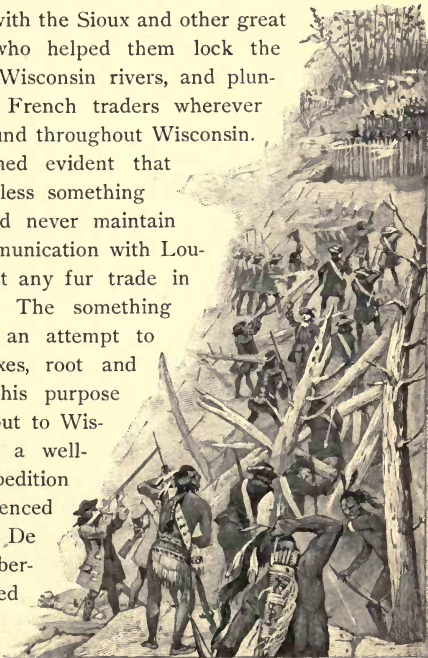 with the Sioux and other great
who helped them lock the
Wisconsin rivers, and plun-
French traders wherever
und throughout Wisconsin.
ned evident that
less something
d never maintain
munication with Lou-
t any fur trade in
The something
an attempt to
xes, root and
his purpose
out to Wis-
a well-
pedition
enced
De
ber-
ed